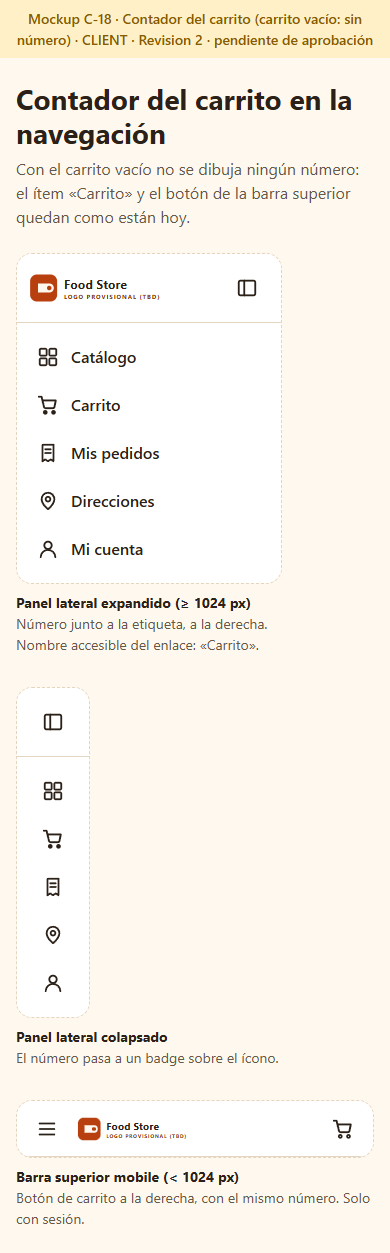 Mockup C-18 · Contador del carrito (carrito vacío: sin
número) · CLIENT · Revision 2 · pendiente de aprobación
Contador del carrito en la
navegación
Con el carrito vacío no se dibuja ningún número:
el ítem «Carrito» y el botón de la barra superior
quedan como están hoy.
Food Store
LOGO PROVISIONAL (TBD)
Catálogo
Carrito
Mis pedidos
Direcciones
Mi cuenta
Panel lateral expandido (≥ 1024 px)
Número junto a la etiqueta, a la derecha.
Nombre accesible del enlace: «Carrito».
Panel lateral colapsado
El número pasa a un badge sobre el ícono.
Food Store
LOGO PROVISIONAL (TBD)
Barra superior mobile (< 1024 px)
Botón de carrito a la derecha, con el mismo número. Solo
con sesión.